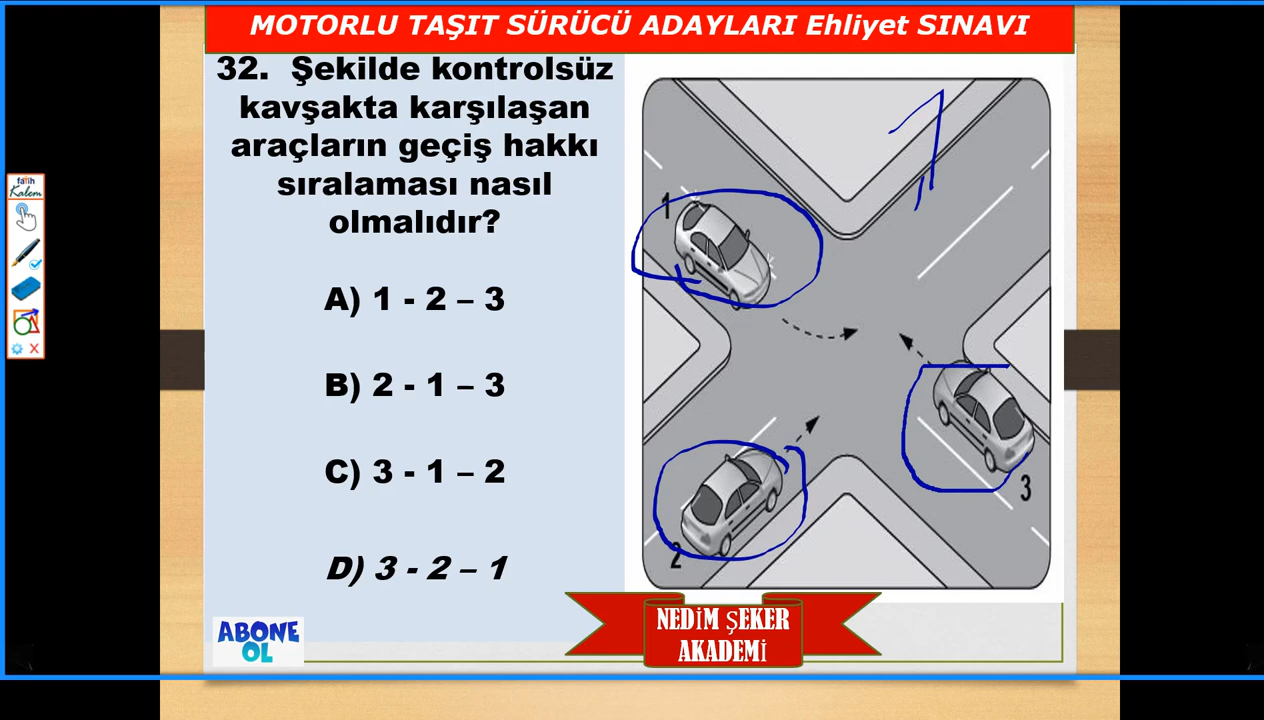 MOTORLU TAŞIT SÜRÜCÜ ADAYLARI Ehliyet SINAVI
32. Şekilde kontrolsüz
kavşakta karşılaşan
araçların geçiş hakkı
sıralaması nasıl
olmalıdır?
A) 1 - 2 – 3
B) 2 - 1 – 3
C) 3 - 1 – 2
D) 3 - 2 – 1
1
2
3
fatih
Kalem
ABONE
OL
NEDİM ŞEKER
AKADEMİ